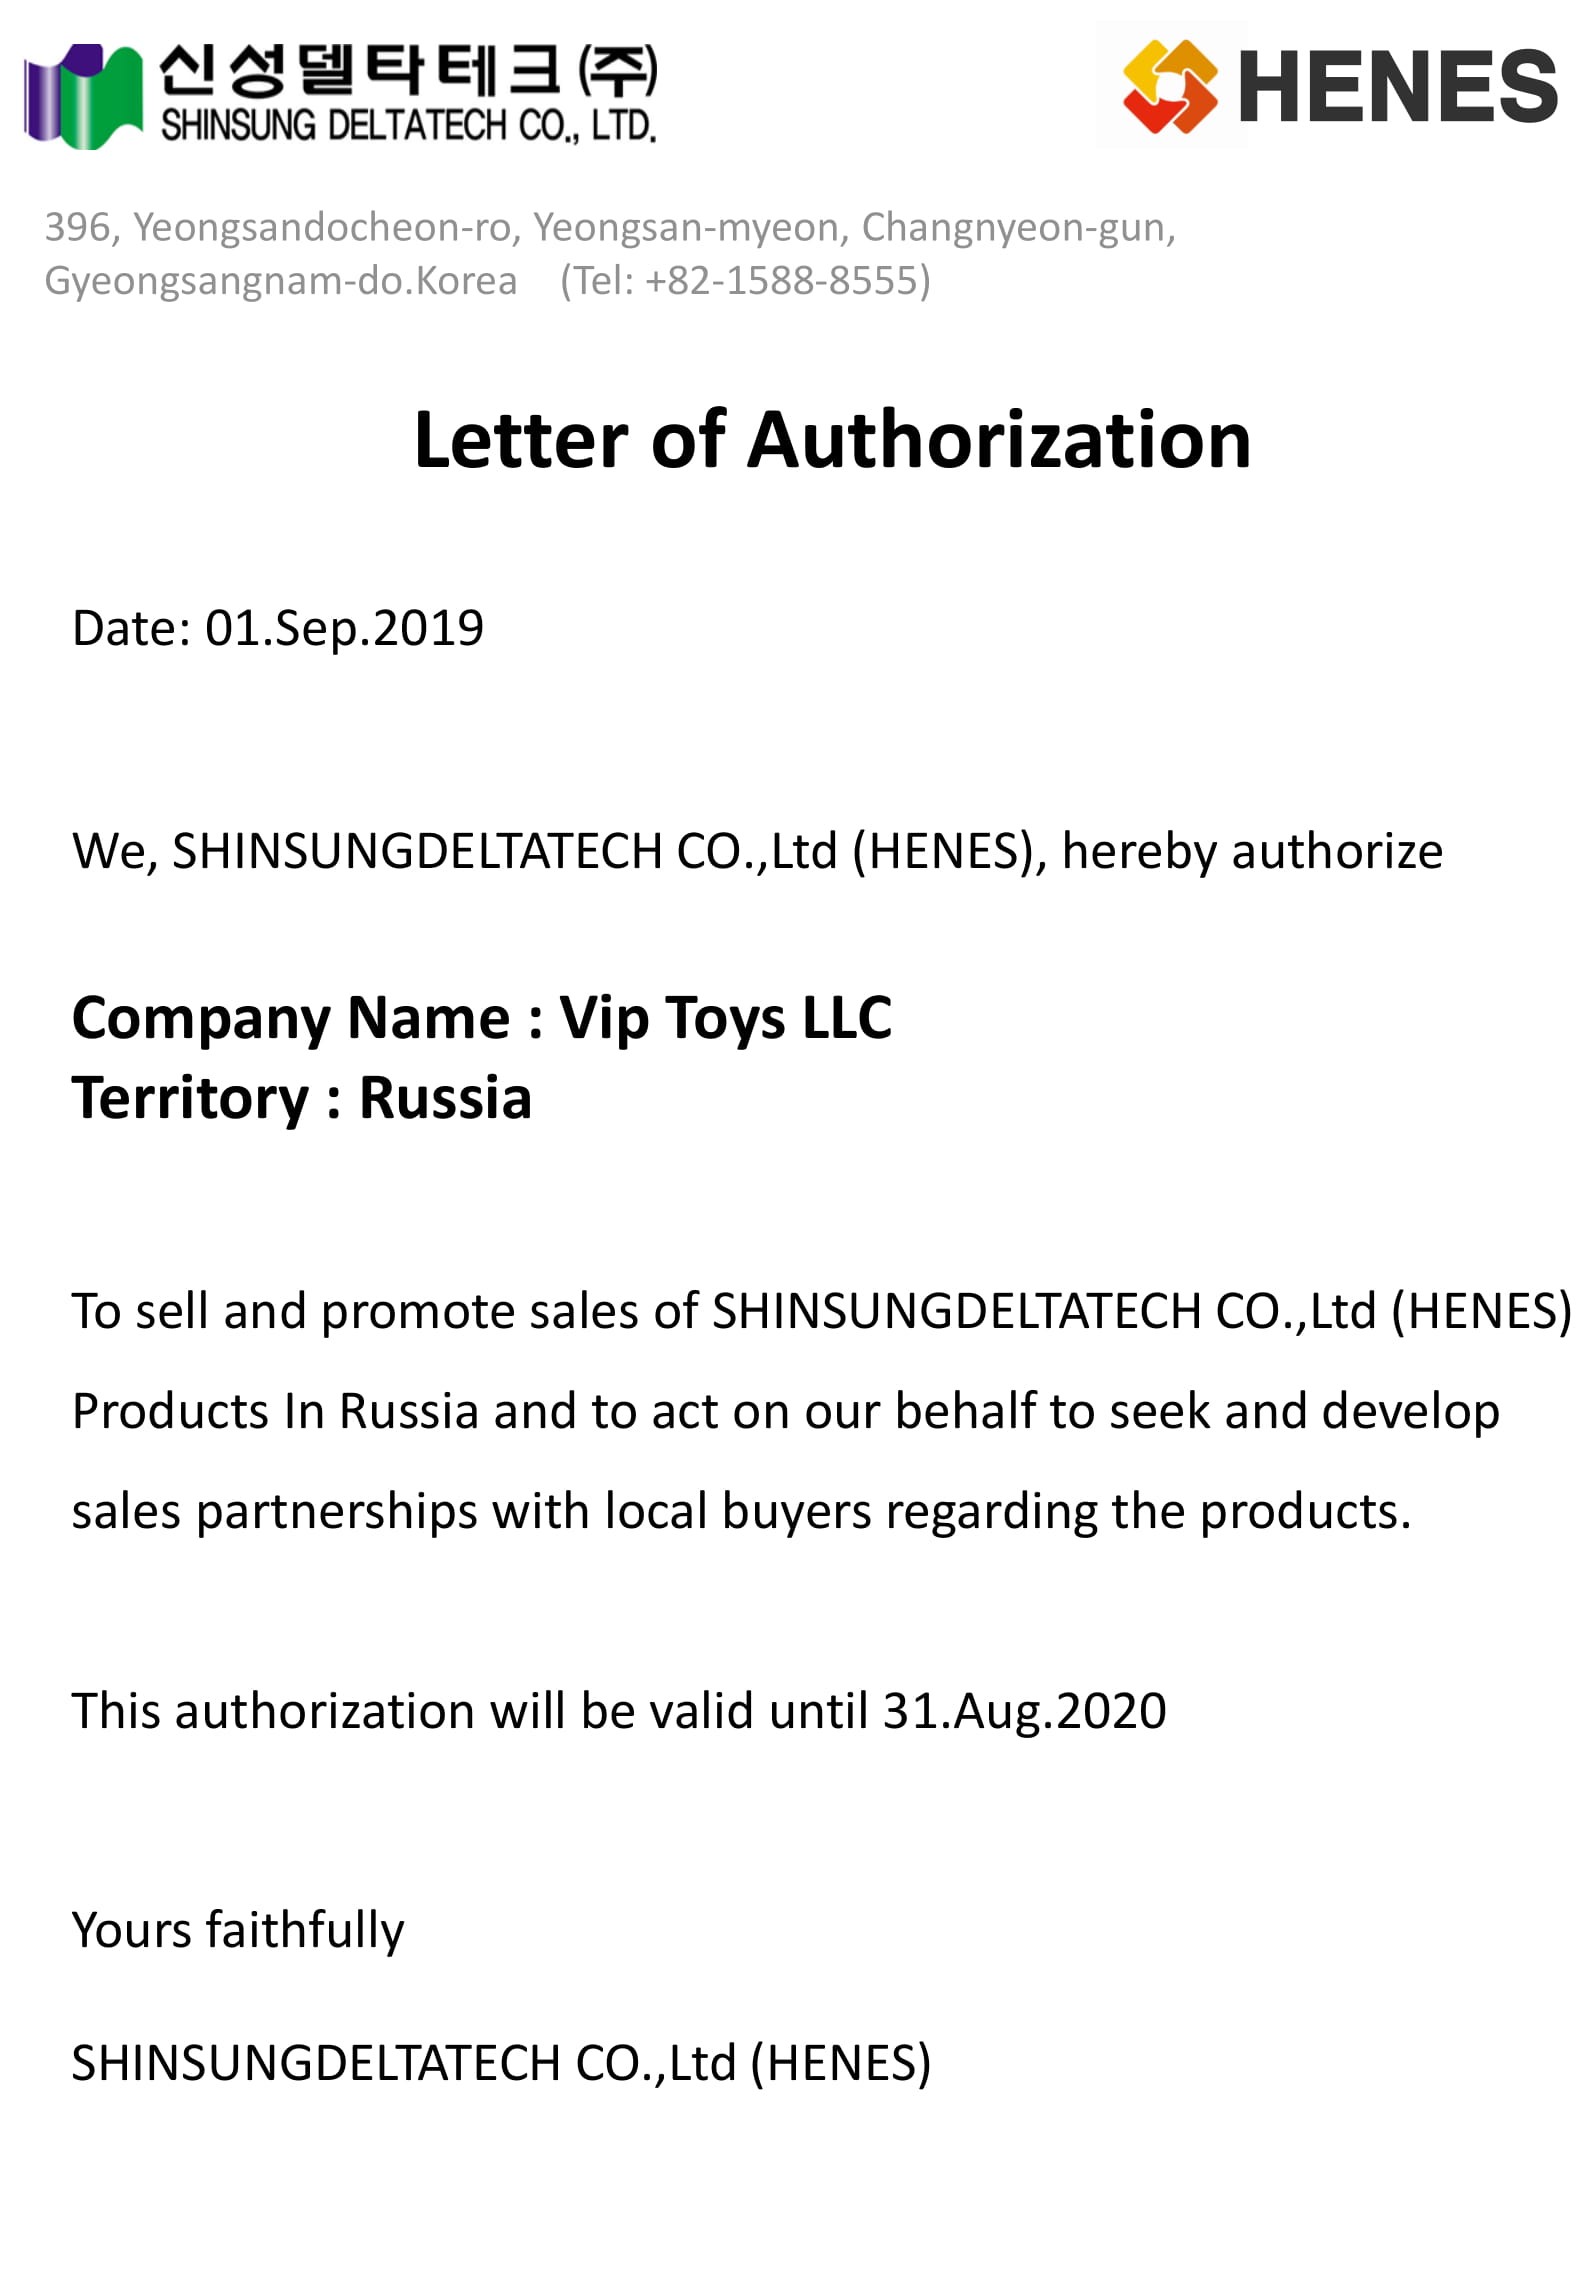 신성델타테크(주)
SHINSUNG DELTATECH CO., LTD.
HENES
396, Yeongsandocheon-ro, Yeongsan-myeon, Changnyeon-gun,
Gyeongsangnam-do.Korea (Tel: +82-1588-8555)
Letter of Authorization
Date: 01.Sep.2019
We, SHINSUNGDELTATECH CO.,Ltd (HENES), hereby authorize
Company Name : Vip Toys LLC
Territory : Russia
To sell and promote sales of SHINSUNGDELTATECH CO.,Ltd (HENES)
Products In Russia and to act on our behalf to seek and develop
sales partnerships with local buyers regarding the products.
This authorization will be valid until 31.Aug.2020
Yours faithfully
SHINSUNGDELTATECH CO.,Ltd (HENES)